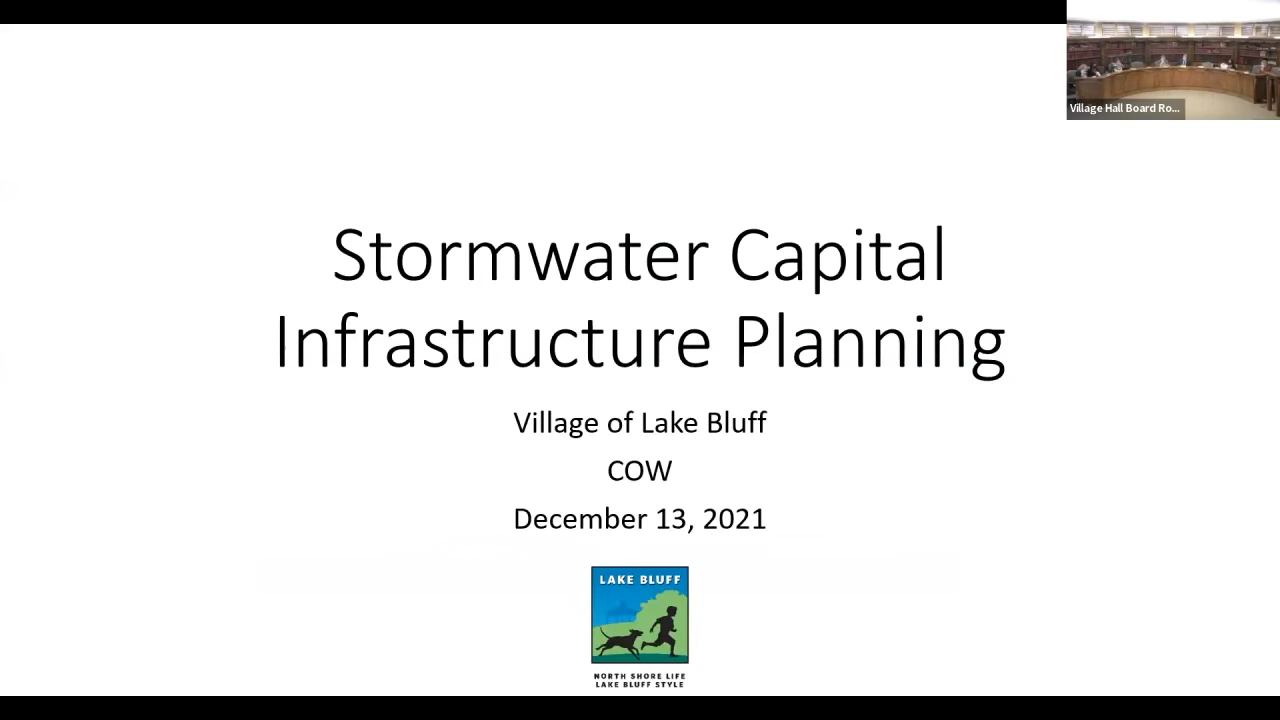 Village Hall Board Ro...
Stormwater Capital
Infrastructure Planning
Village of Lake Bluff
COW
December 13, 2021
LAKE BLUFF
NORTH SHORE LIFE
LAKE BLUFF STYLE